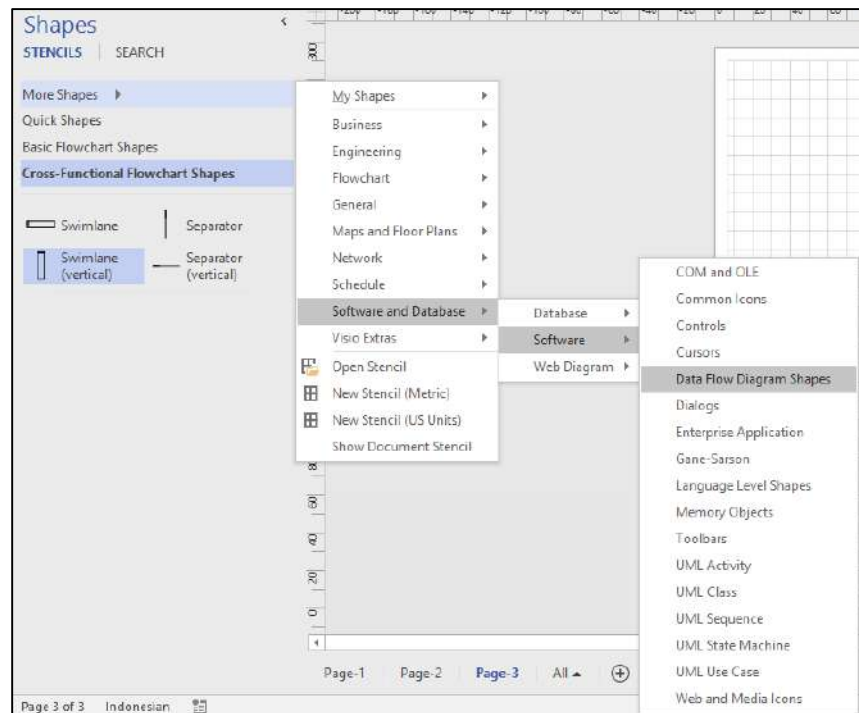 Shapes
STENCILS | SEARCH
More Shapes
Quick Shapes
Basic Flowchart Shapes
Cross-Functional Flowchart Shapes
Swimlane
Separator
Swimlane
(vertical)
Separator
(vertical)
My Shapes
Business
Engineering
Flowchart
General
Maps and Floor Plans
Network
Schedule
Software and Database
Visio Extras
Open Stencil
New Stencil (Metric)
New Stencil (US Units)
Show Document Stencil
Database
Software
Web Diagram
COM and OLE
Common Icons
Controls
Cursors
Data Flow Diagram Shapes
Dialogs
Enterprise Application
Gane-Sarson
Language Level Shapes
Memory Objects
Toolbars
UML Activity
UML Class
UML Sequence
UML State Machine
UML Use Case
Web and Media Icons
Page-1 Page-2 Page-3 All
Page 3 of 3 Indonesian